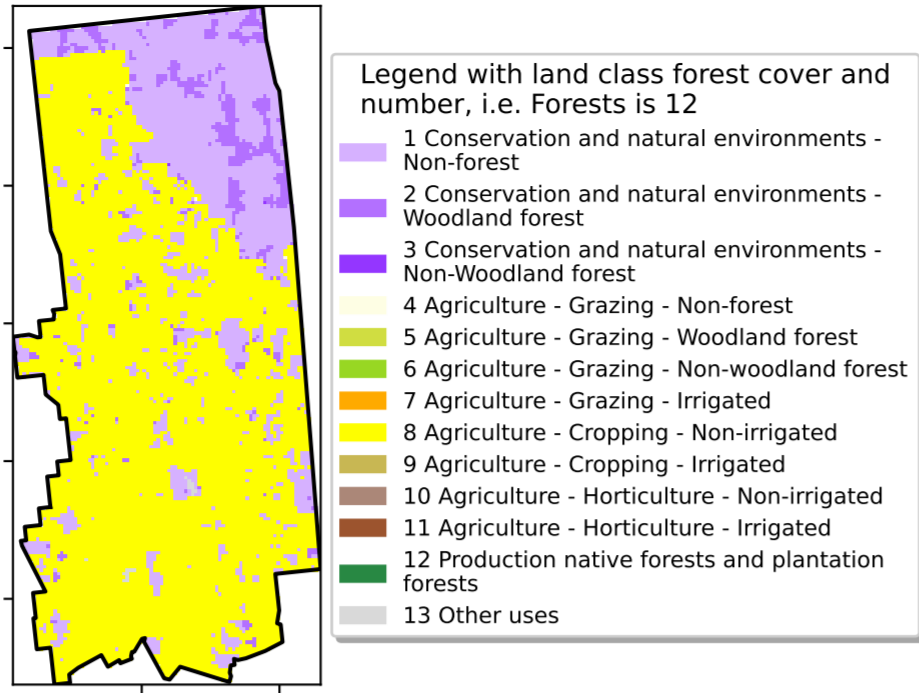 Legend with land class forest cover and
number, i.e. Forests is 12
1 Conservation and natural environments -
Non-forest
2 Conservation and natural environments -
Woodland forest
3 Conservation and natural environments -
Non-Woodland forest
4 Agriculture - Grazing - Non-forest
5 Agriculture - Grazing - Woodland forest
6 Agriculture - Grazing - Non-woodland forest
7 Agriculture - Grazing - Irrigated
8 Agriculture - Cropping - Non-irrigated
9 Agriculture - Cropping - Irrigated
10 Agriculture - Horticulture - Non-irrigated
11 Agriculture - Horticulture - Irrigated
12 Production native forests and plantation
forests
13 Other uses